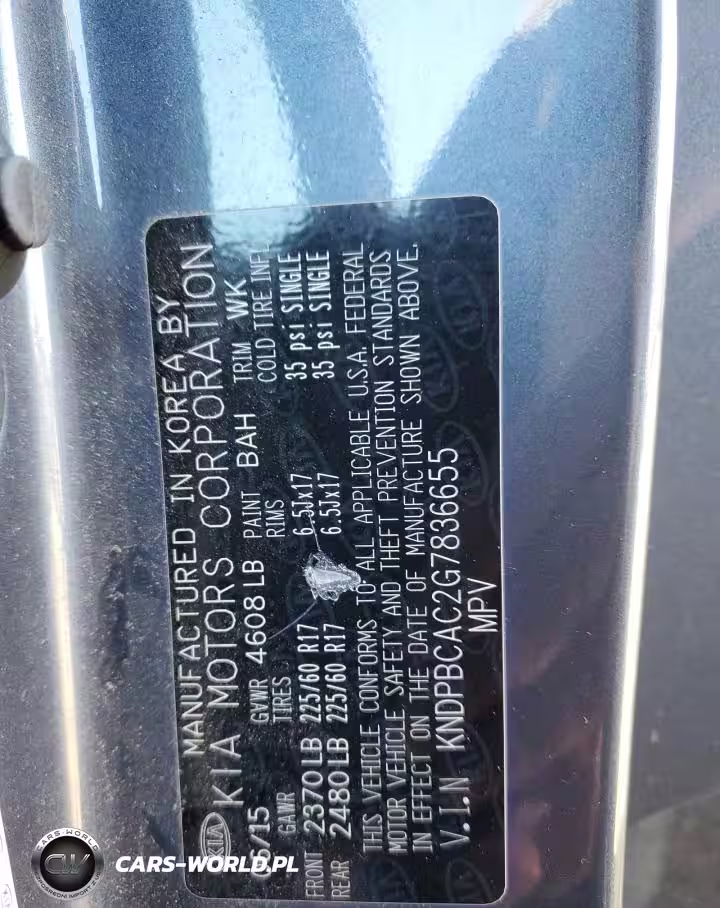 MANUFACTURED IN KOREA BY
KIA KIA MOTORS CORPORATION
GVWR 4608 LB PAINT BAH TRIM WK
GAWR TIRES RIMS COLD TIRE INFL
FRONT 2370 LB 225/60 R17 6.5Jx17 35 psi SINGLE
REAR 2480 LB 225/60 R17 6.5Jx17 35 psi SINGLE
THIS VEHICLE CONFORMS TO ALL APPLICABLE U.S.A. FEDERAL
MOTOR VEHICLE SAFETY AND THEFT PREVENTION STANDARDS
IN EFFECT ON THE DATE OF MANUFACTURE SHOWN ABOVE.
V.I.N KNDPBCAC2G7836655
MPV
CARS-WORLD.PL